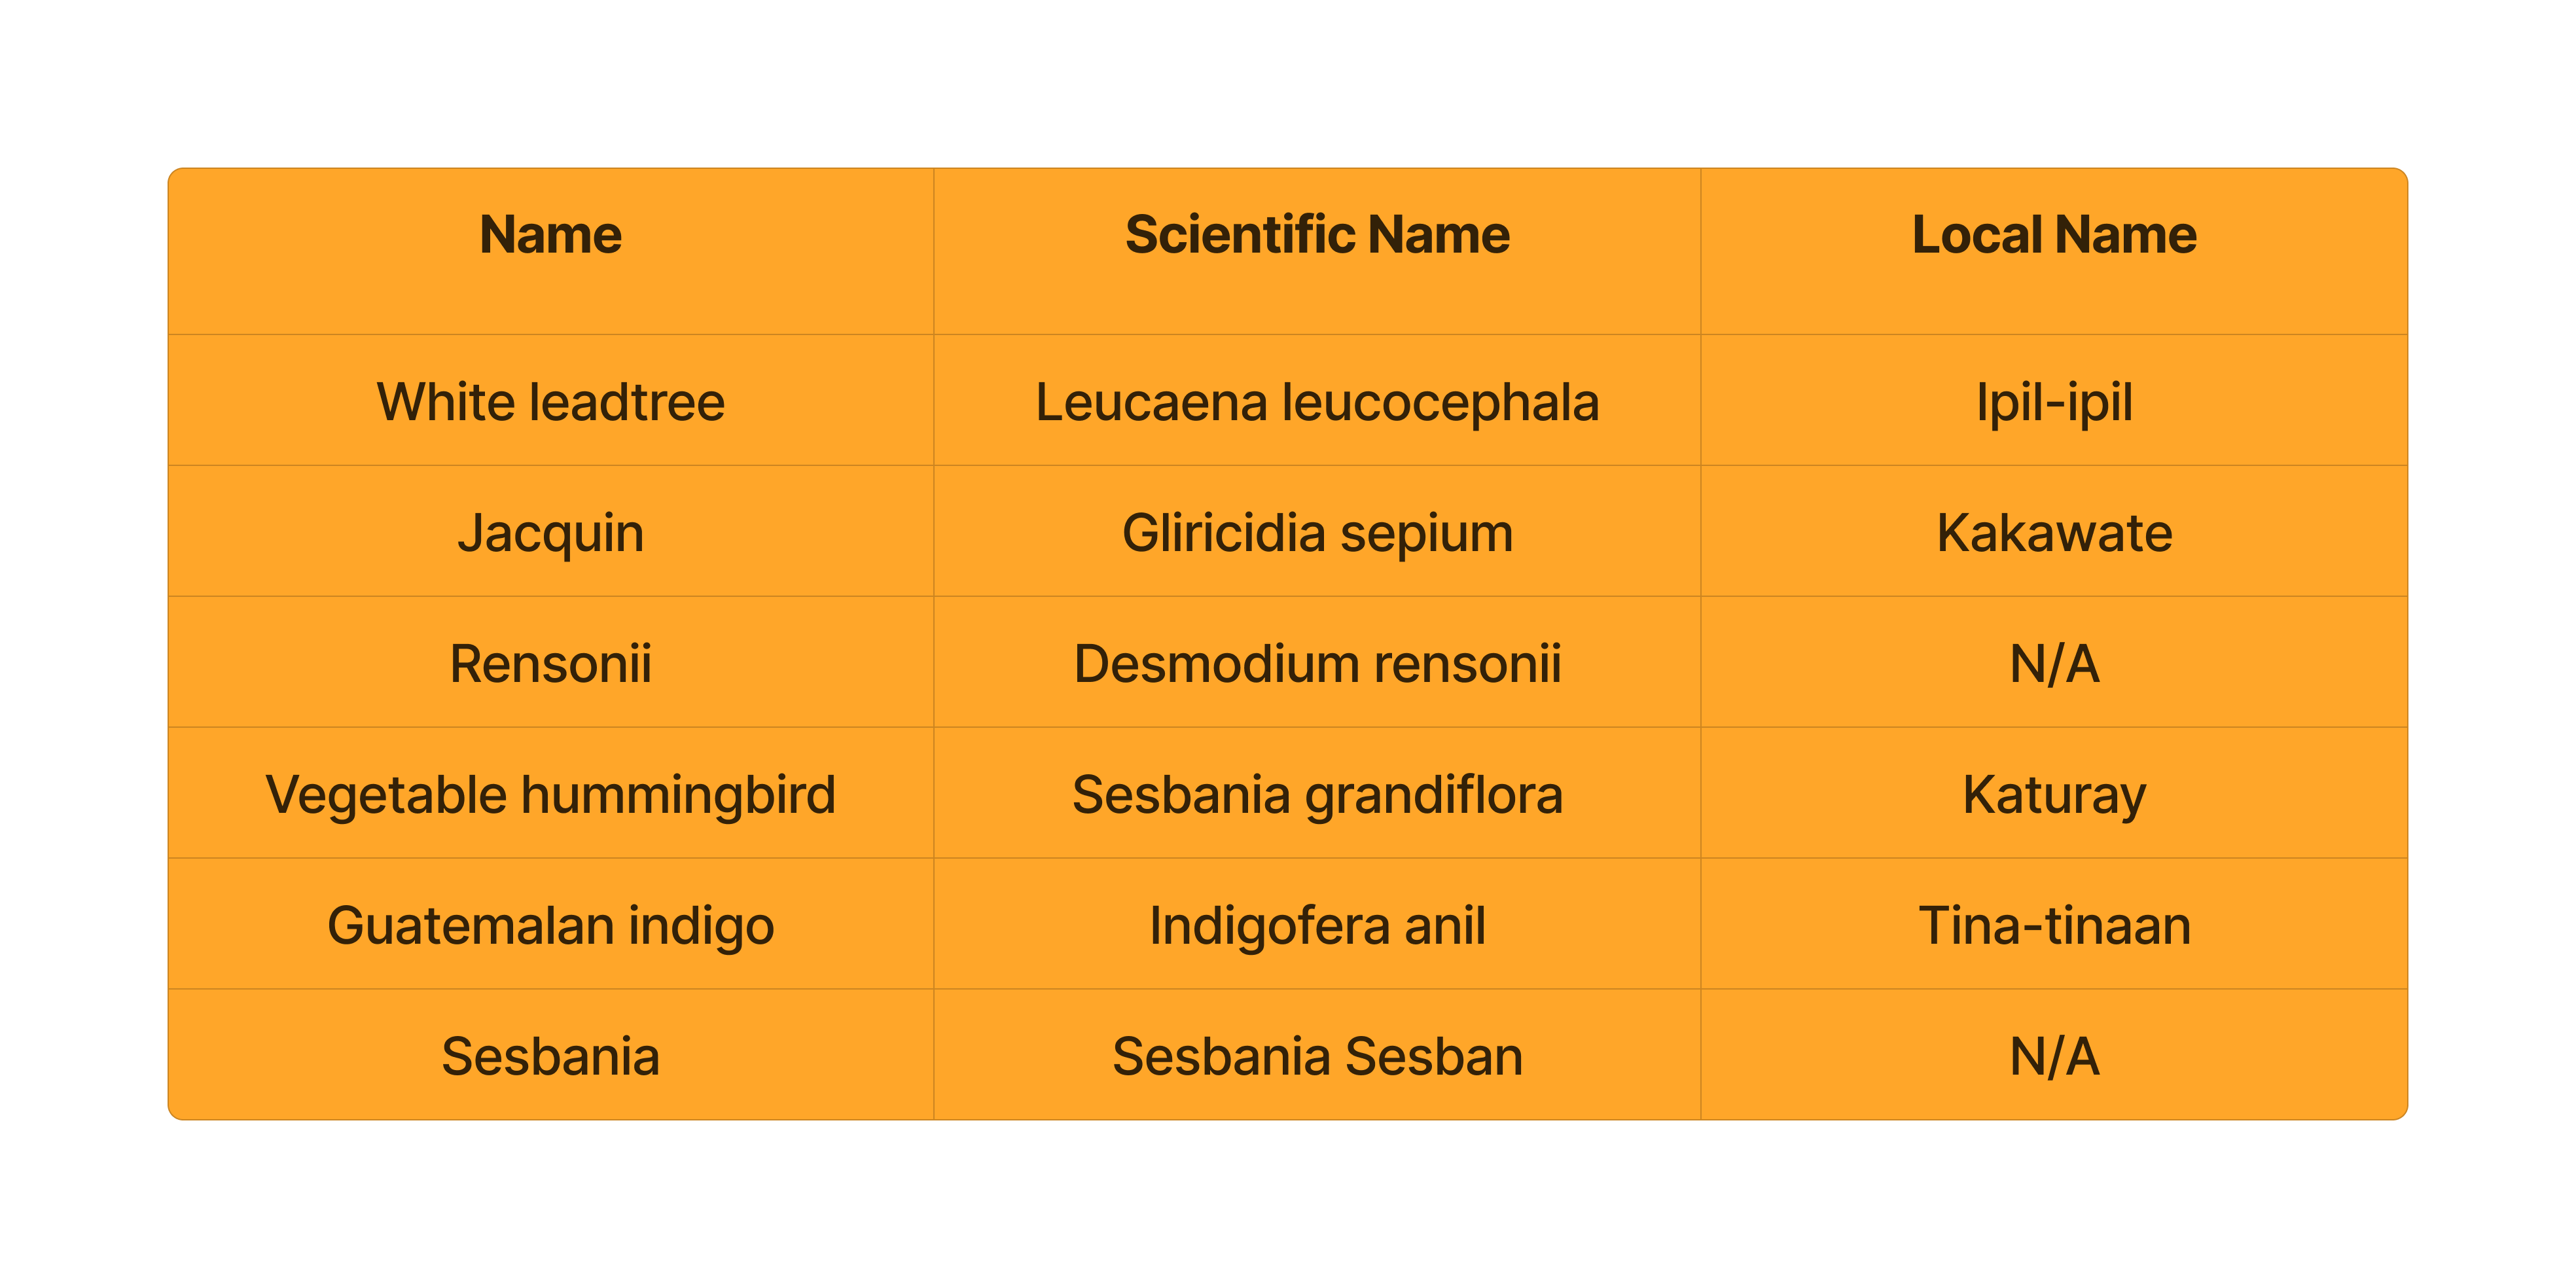 Name Scientific Name Local Name
White leadtree Leucaena leucocephala Ipil-ipil
Jacquin Gliricidia sepium Kakawate
Rensonii Desmodium rensonii N/A
Vegetable hummingbird Sesbania grandiflora Katuray
Guatemalan indigo Indigofera anil Tina-tinaan
Sesbania Sesbania Sesban N/A